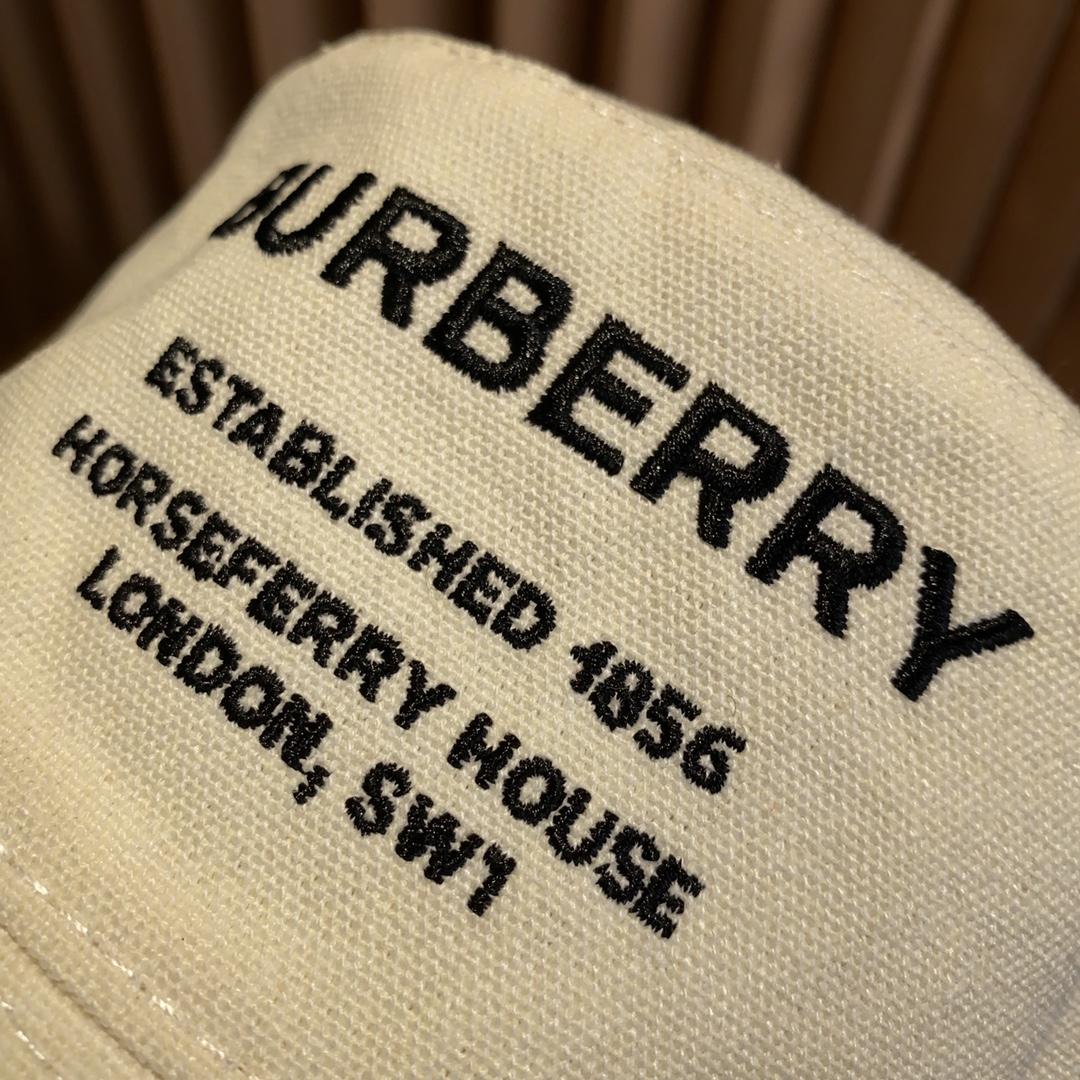 BURBERRY
ESTABLISHED 1856
HORSEFERRY HOUSE
LONDON, SW1